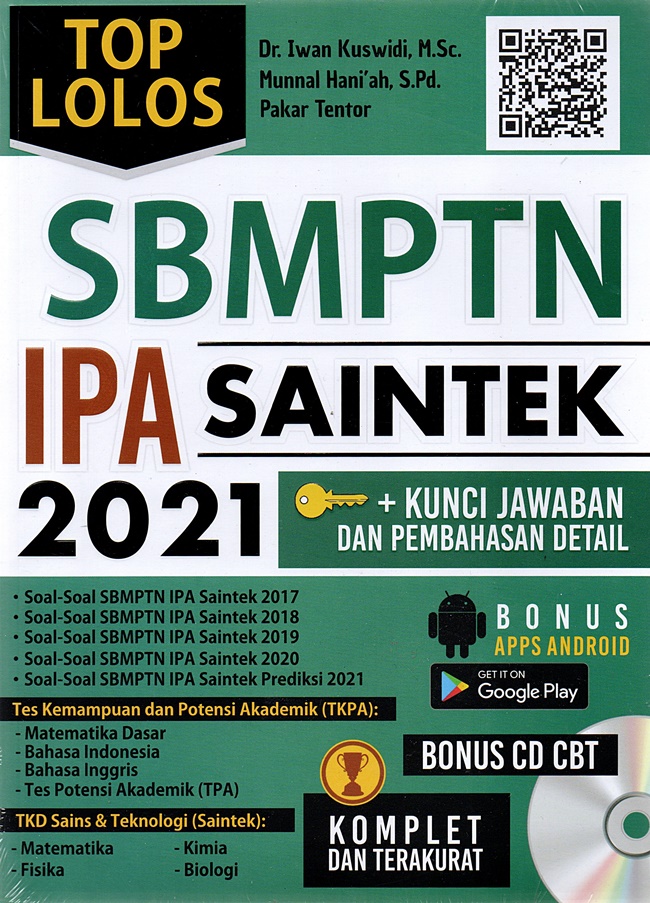 TOP
LOLOS
Dr. Iwan Kuswidi, M.Sc.
Munnal Hani'ah, S.Pd.
Pakar Tentor
SBMPTN
IPA SAINTEK
2021
+ KUNCI JAWABAN
DAN PEMBAHASAN DETAIL
• Soal-Soal SBMPTN IPA Saintek 2017
• Soal-Soal SBMPTN IPA Saintek 2018
• Soal-Soal SBMPTN IPA Saintek 2019
• Soal-Soal SBMPTN IPA Saintek 2020
• Soal-Soal SBMPTN IPA Saintek Prediksi 2021
BONUS
APPS ANDROID
GET IT ON
Google Play
Tes Kemampuan dan Potensi Akademik (TKPA):
- Matematika Dasar
- Bahasa Indonesia
- Bahasa Inggris
- Tes Potensi Akademik (TPA)
BONUS CD CBT
TKD Sains & Teknologi (Saintek):
- Matematika
- Fisika
- Kimia
- Biologi
KOMPLET
DAN TERAKURAT